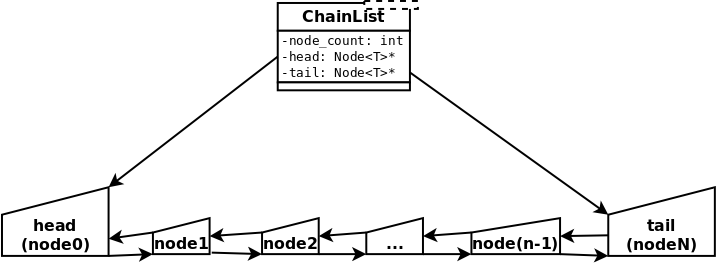 ChainList
-node_count: int
-head: Node<T>*
-tail: Node<T>*
head
(node0)
node1
node2
...
node(n-1)
tail
(nodeN)